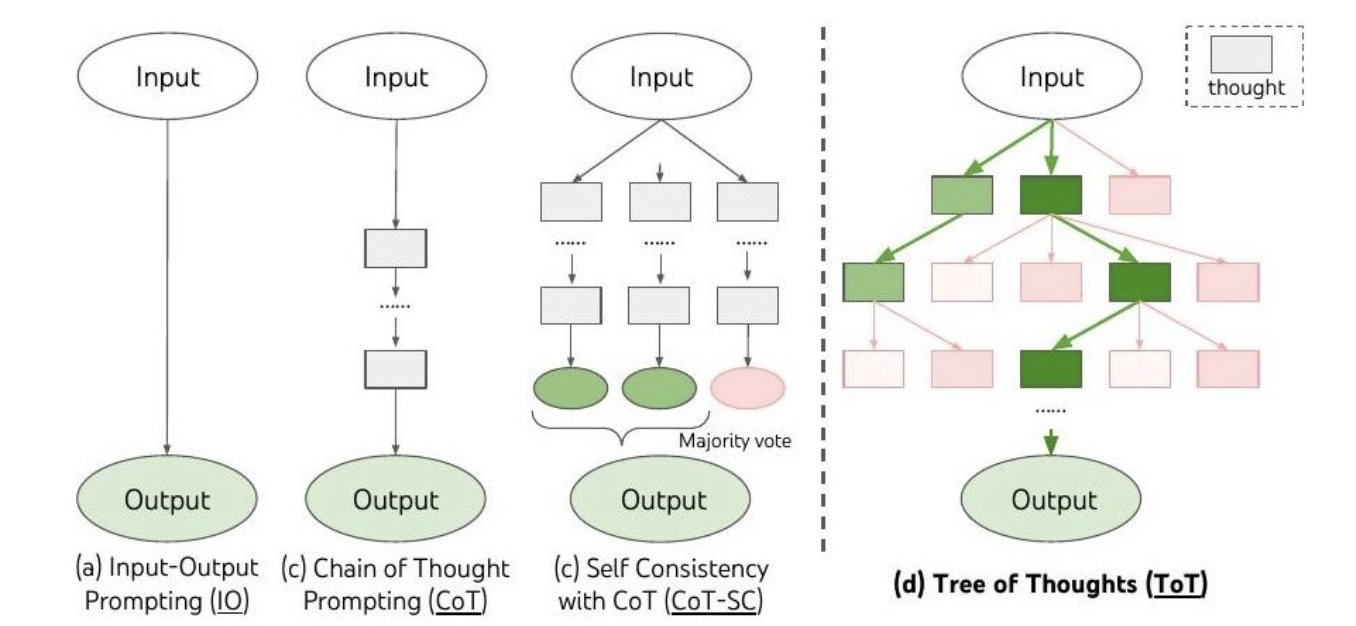 Input
Input
Input
Input
thought
......
......
......
......
......
Majority vote
Output
Output
Output
Output
(a) Input-Output
Prompting (IO)
(c) Chain of Thought
Prompting (CoT)
(c) Self Consistency
with CoT (CoT-SC)
(d) Tree of Thoughts (ToT)